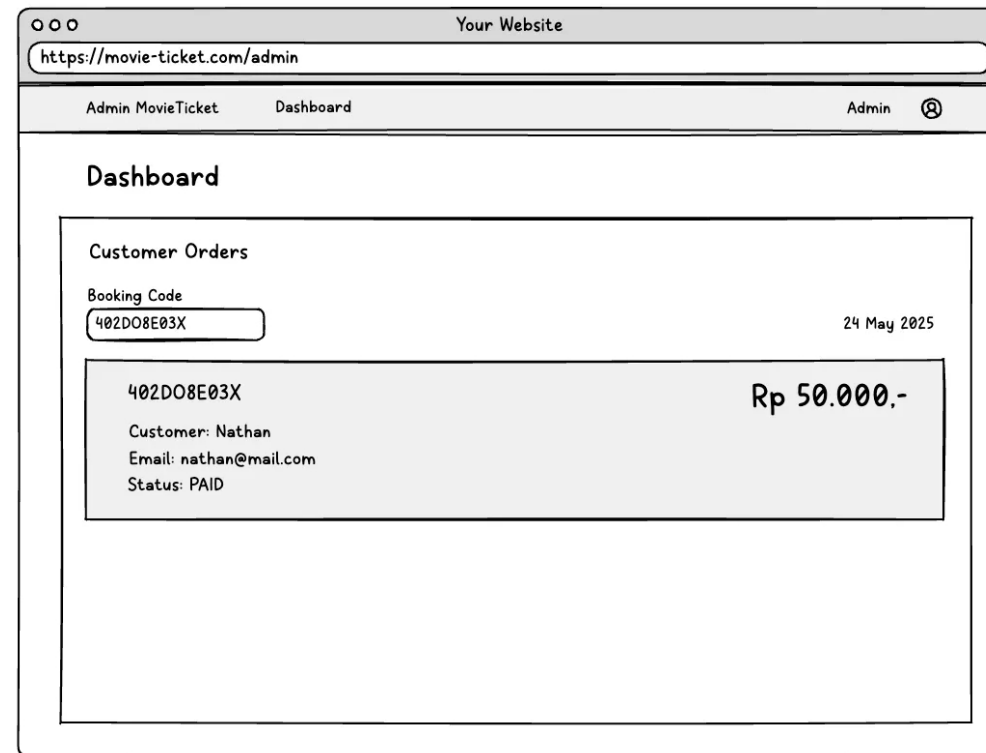 Your Website
https://movie-ticket.com/admin
Admin MovieTicket Dashboard Admin
Dashboard
Customer Orders
Booking Code
402DO8E03X 24 May 2025
402DO8E03X Rp 50.000,-
Customer: Nathan
Email: nathan@mail.com
Status: PAID